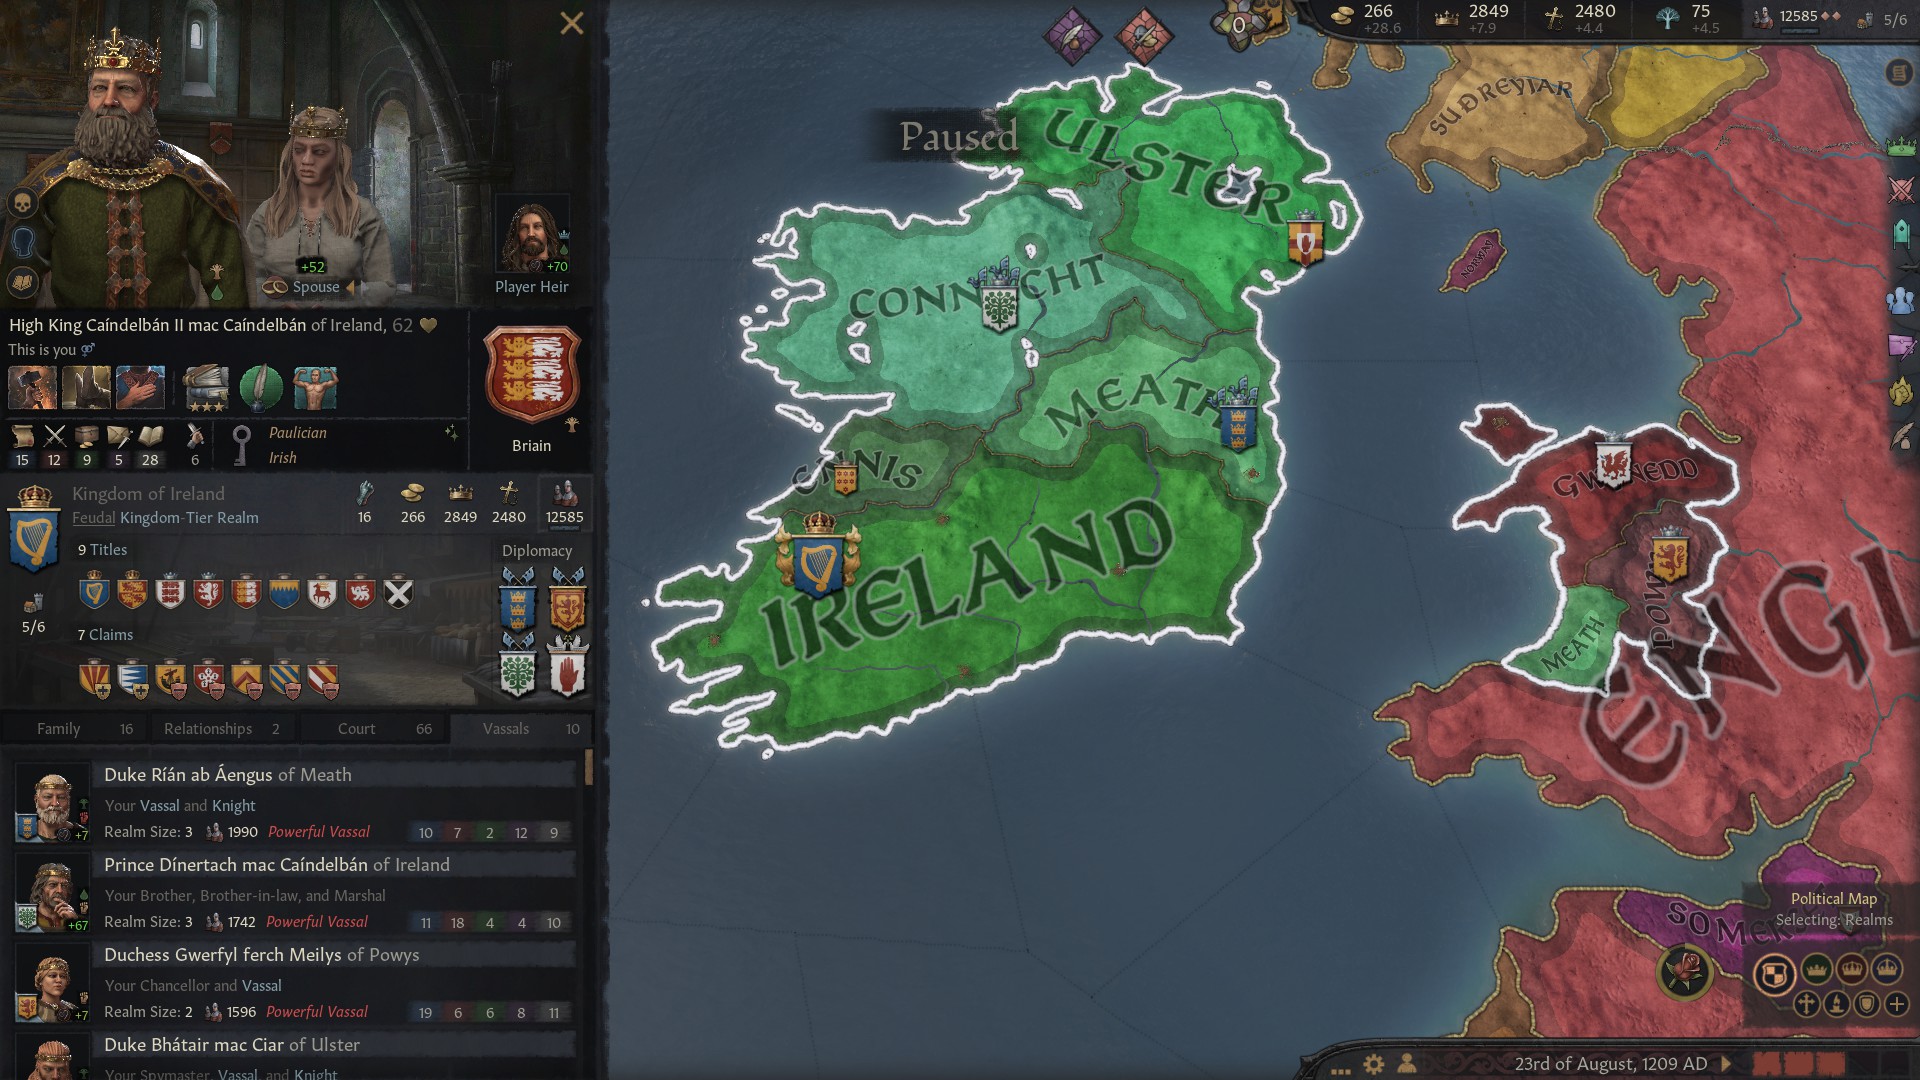 266
+28.6
2849
+7.9
2480
+4.4
75
+4.5
12585
5/6
0
Paused
+52
Spouse
+70
Player Heir
High King Caíndelbán II mac Caíndelbán of Ireland, 62
This is you
Briain
15 12 9 5 28 6
Paulician
Irish
Kingdom of Ireland
Feudal Kingdom-Tier Realm
16 266 2849 2480 12585
9 Titles
Diplomacy
5/6
7 Claims
Family 16
Relationships 2
Court 66
Vassals 10
Duke Ríán ab Áengus of Meath
Your Vassal and Knight
Realm Size: 3 1990 Powerful Vassal 10 7 2 12 9
+7
Prince Dínertach mac Caíndelbán of Ireland
Your Brother, Brother-in-law, and Marshal
Realm Size: 3 1742 Powerful Vassal 11 18 4 4 10
+67
Duchess Gwerfyl ferch Meilys of Powys
Your Chancellor and Vassal
Realm Size: 2 1596 Powerful Vassal 19 6 6 8 11
+7
Duke Bhátair mac Ciar of Ulster
Your Spymaster, Vassal, and Knight
ULSTER
CONNACHT
MEATH
ENNIS
IRELAND
SUÐREYJAR
NORWAY
GWYNEDD
POWYS
MEATH
ENGL
Political Map
Selecting: Realms
23rd of August, 1209 AD